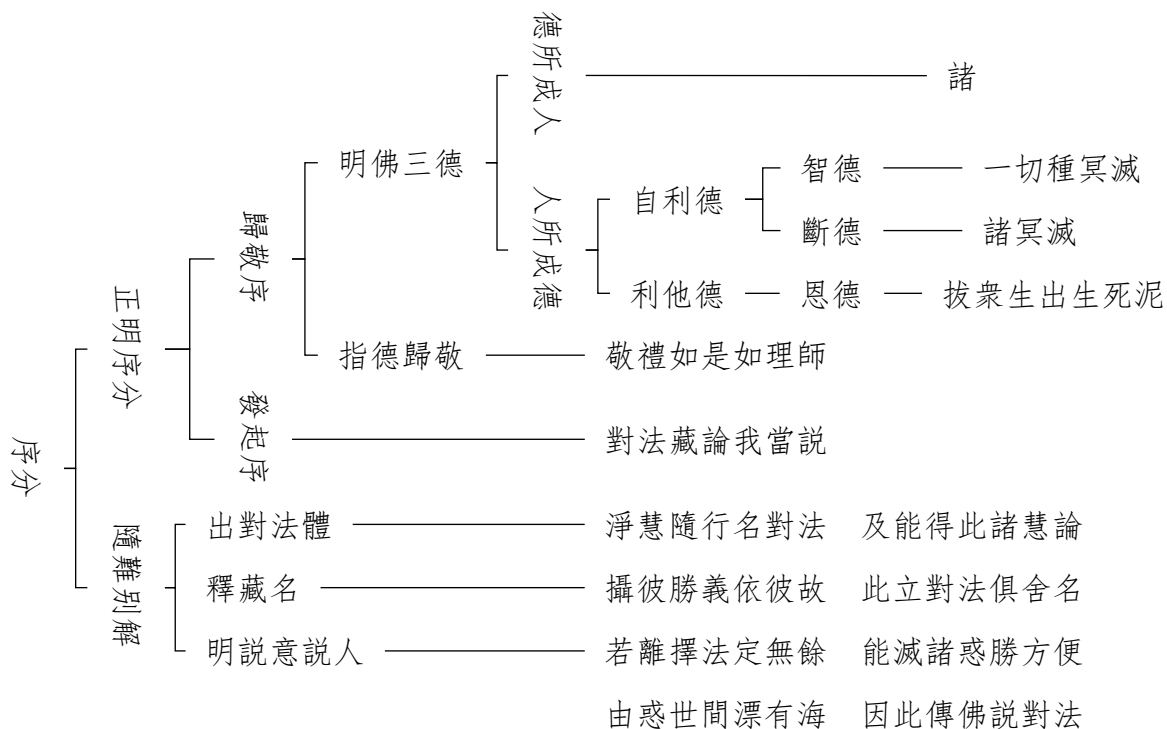 序分
正明序分
歸敬序
明佛三德
德所成人
諸
人所成德
自利德
智德
一切種冥滅
斷德
諸冥滅
利他德
恩德
拔衆生出生死泥
指德歸敬
敬禮如是如理師
發起序
對法藏論我當説
隨難別解
出對法體
淨慧隨行名對法　及能得此諸慧論
釋藏名
攝彼勝義依彼故　此立對法俱舍名
明説意説人
若離擇法定無餘　能滅諸惑勝方便
由惑世間漂有海　因此傳佛説對法